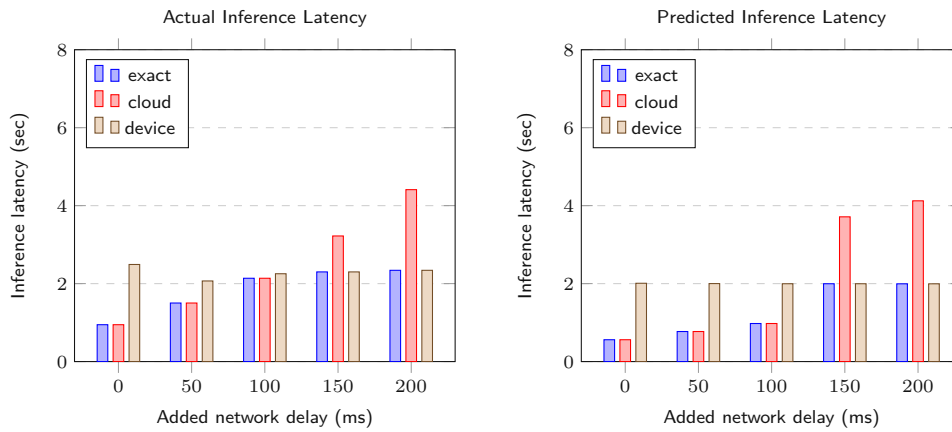 Actual Inference Latency
8
6
4
2
0
Inference latency (sec)
exact
cloud
device
0 50 100 150 200
Added network delay (ms)
Predicted Inference Latency
8
6
4
2
0
Inference latency (sec)
exact
cloud
device
0 50 100 150 200
Added network delay (ms)